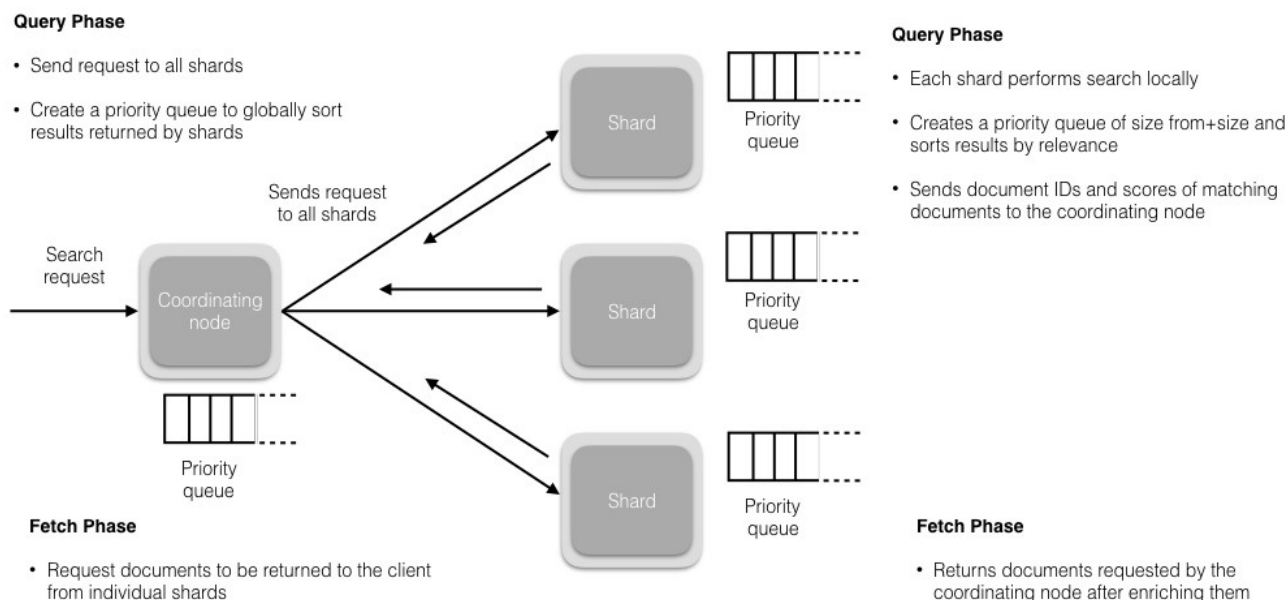 Query Phase
• Send request to all shards
• Create a priority queue to globally sort
results returned by shards
Sends request
to all shards
Search
request
Coordinating
node
Priority
queue
Shard
Priority
queue
Shard
Priority
queue
Shard
Priority
queue
Query Phase
• Each shard performs search locally
• Creates a priority queue of size from+size and
sorts results by relevance
• Sends document IDs and scores of matching
documents to the coordinating node
Fetch Phase
• Request documents to be returned to the client
from individual shards
Fetch Phase
• Returns documents requested by the
coordinating node after enriching them